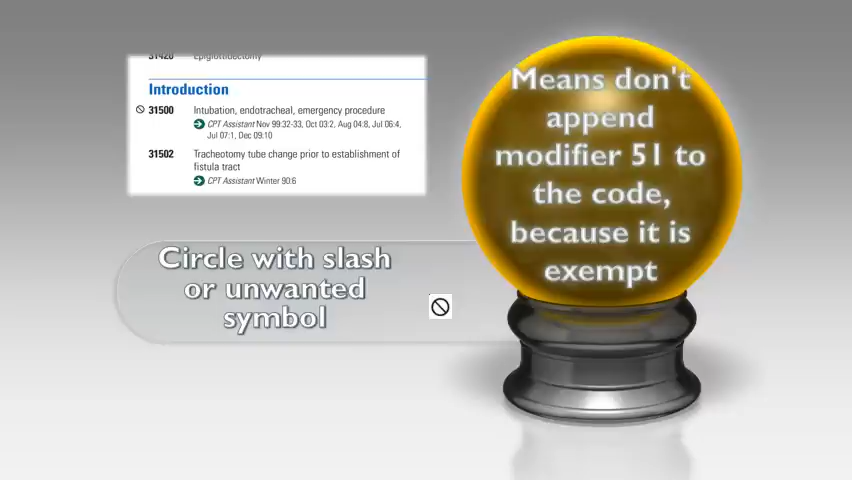 31420 Epiglottidectomy
Introduction
31500 Intubation, endotracheal, emergency procedure
CPT Assistant Nov 99:32-33, Oct 03:2, Aug 04:8, Jul 06:4,
Jul 07:1, Dec 09:10
31502 Tracheotomy tube change prior to establishment of
fistula tract
CPT Assistant Winter 90:6
Circle with slash
or unwanted
symbol
Means don't
append
modifier 51 to
the code,
because it is
exempt